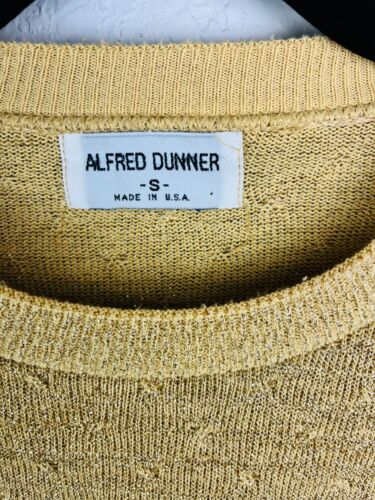 ALFRED DUNNER
-S-
MADE IN U.S.A.